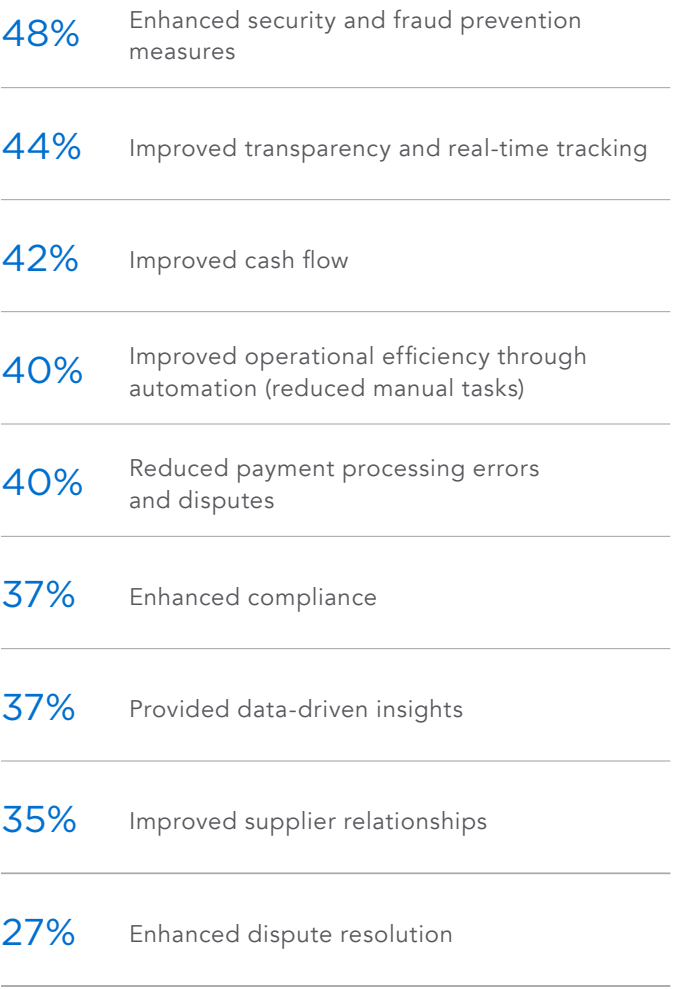 48%
Enhanced security and fraud prevention
measures
44%
Improved transparency and real-time tracking
42%
Improved cash flow
40%
Improved operational efficiency through
automation (reduced manual tasks)
40%
Reduced payment processing errors
and disputes
37%
Enhanced compliance
37%
Provided data-driven insights
35%
Improved supplier relationships
27%
Enhanced dispute resolution